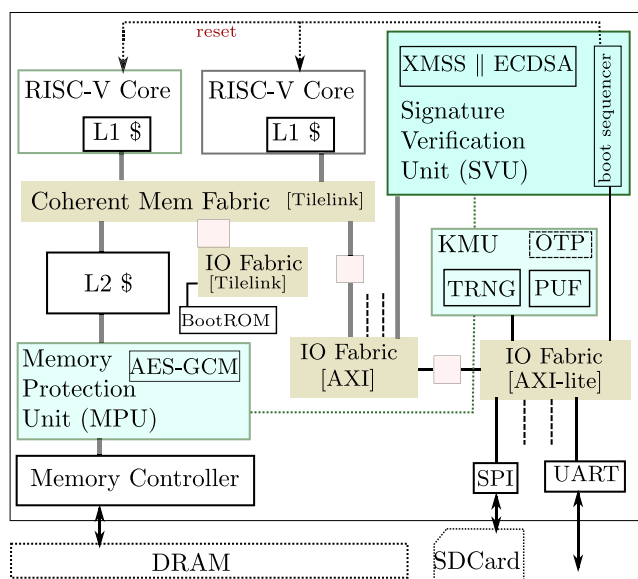 reset
RISC-V Core
L1 $
RISC-V Core
L1 $
XMSS || ECDSA
Signature
Verification
Unit (SVU)
boot sequencer
Coherent Mem Fabric [Tilelink]
L2 $
IO Fabric
[Tilelink]
BootROM
KMU
OTP
TRNG
PUF
Memory
Protection
Unit (MPU)
AES-GCM
IO Fabric
[AXI]
IO Fabric
[AXI-lite]
Memory Controller
SPI
UART
DRAM
SDCard